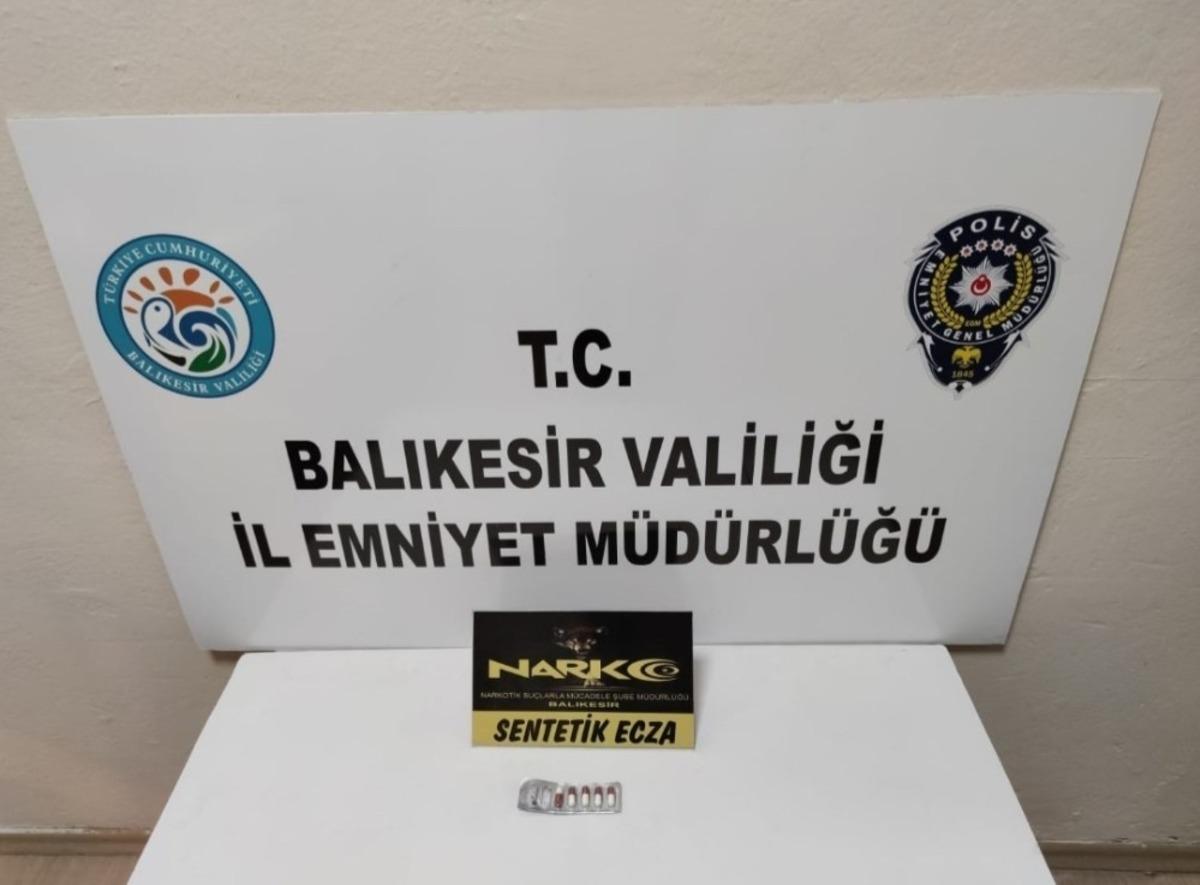 TÜRKİYE CUMHURİYETİ
BALIKESİR VALİLİĞİ
POLİS
EMNİYET GENEL MÜDÜRLÜĞÜ
EGM
1845
T.C.
BALIKESİR VALİLİĞİ
İL EMNİYET MÜDÜRLÜĞÜ
NARKO
NARKOTİK SUÇLARLA MÜCADELE ŞUBE MÜDÜRLÜĞÜ
BALIKESİR
SENTETİK ECZA